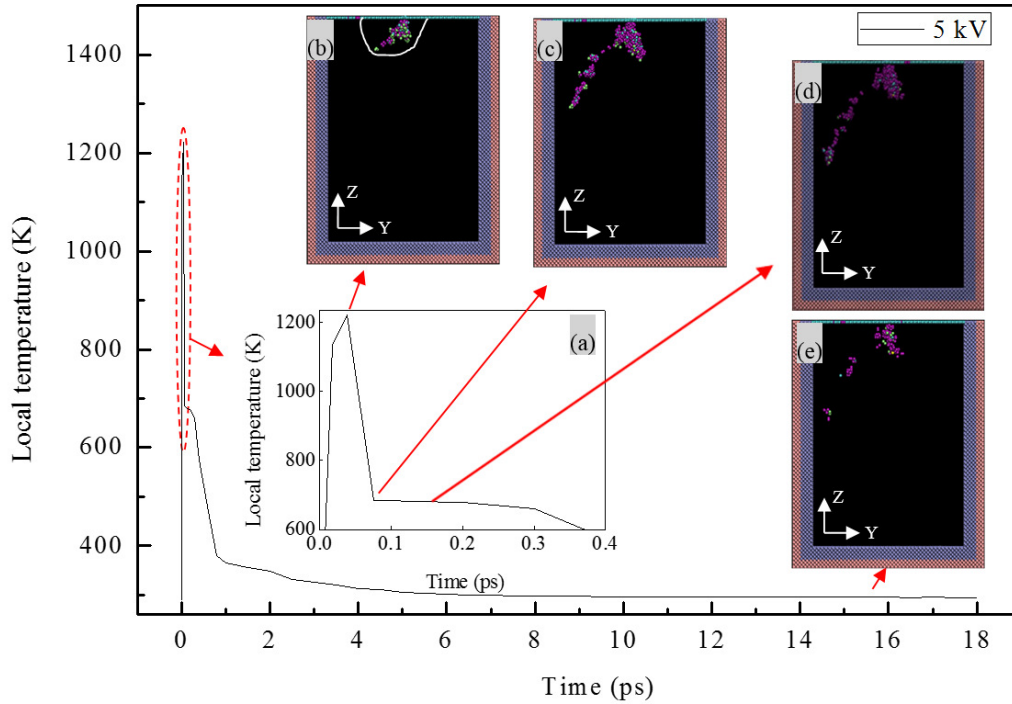 5 kV
Local temperature (K)
1400
1200
1000
800
600
400
0
2
4
6
8
10
12
14
16
18
Time (ps)
(b)
Z
Y
(c)
Z
Y
(d)
Z
Y
(e)
Z
Y
(a)
Local temperature (K)
1200
1000
800
600
0.0
0.1
0.2
0.3
0.4
Time (ps)